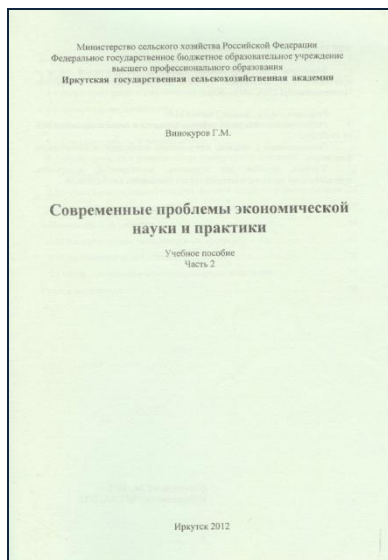 Министерство сельского хозяйства Российской Федерации
Федеральное государственное бюджетное образовательное учреждение
высшего профессионального образования
Иркутская государственная сельскохозяйственная академия
Винокуров Г.М.
Современные проблемы экономической
науки и практики
Учебное пособие
Часть 2
Иркутск 2012